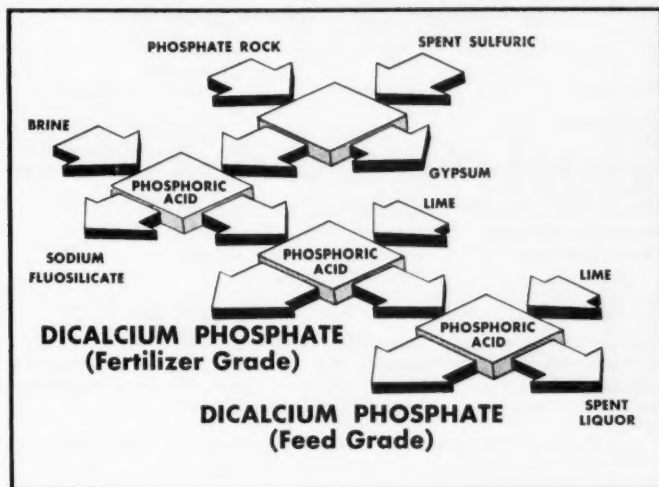 PHOSPHATE ROCK
SPENT SULFURIC
BRINE
GYPSUM
PHOSPHORIC
ACID
LIME
SODIUM
FLUOSILICATE
PHOSPHORIC
ACID
LIME
DICALCIUM PHOSPHATE
(Fertilizer Grade)
PHOSPHORIC
ACID
DICALCIUM PHOSPHATE
(Feed Grade)
SPENT
LIQUOR